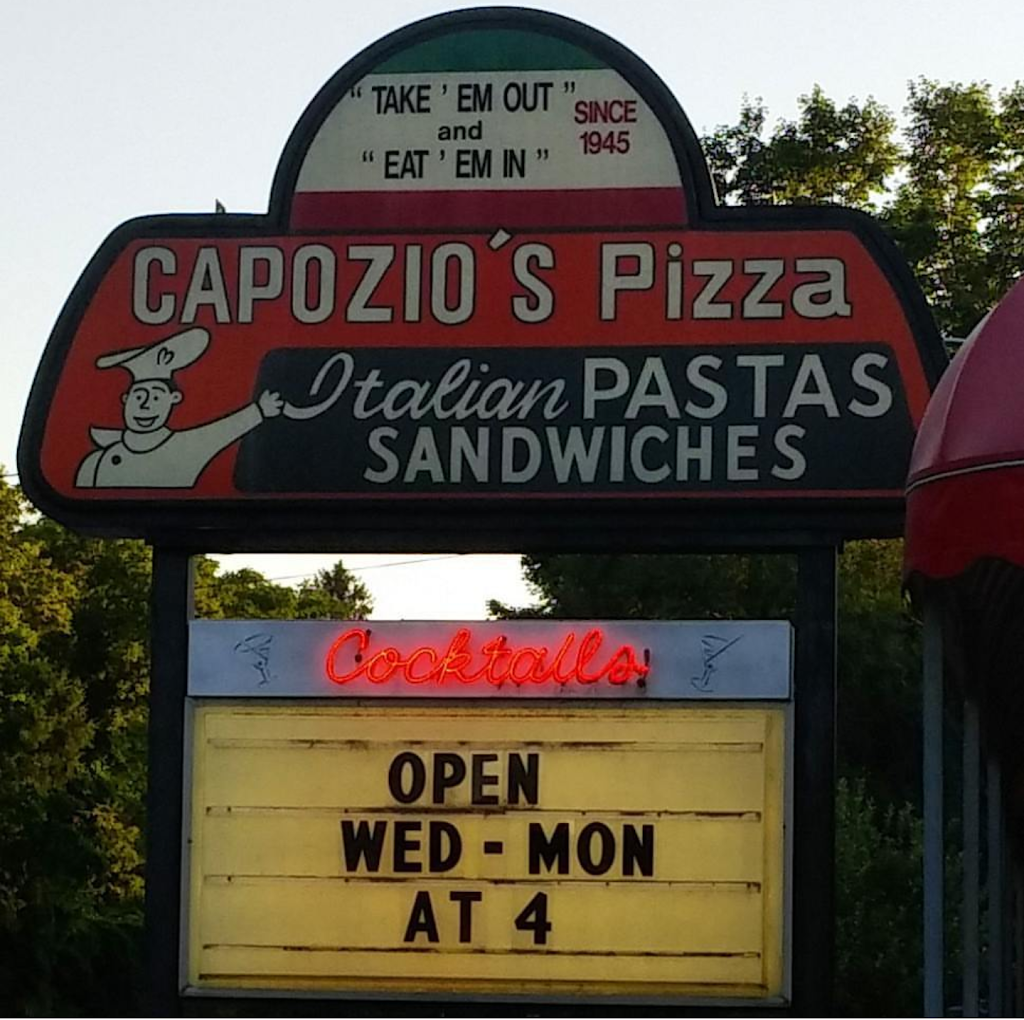 " TAKE ' EM OUT "
and
" EAT ' EM IN "
SINCE
1945
CAPOZIO'S Pizza
Italian PASTAS
SANDWICHES
Cocktails
OPEN
WED - MON
AT 4